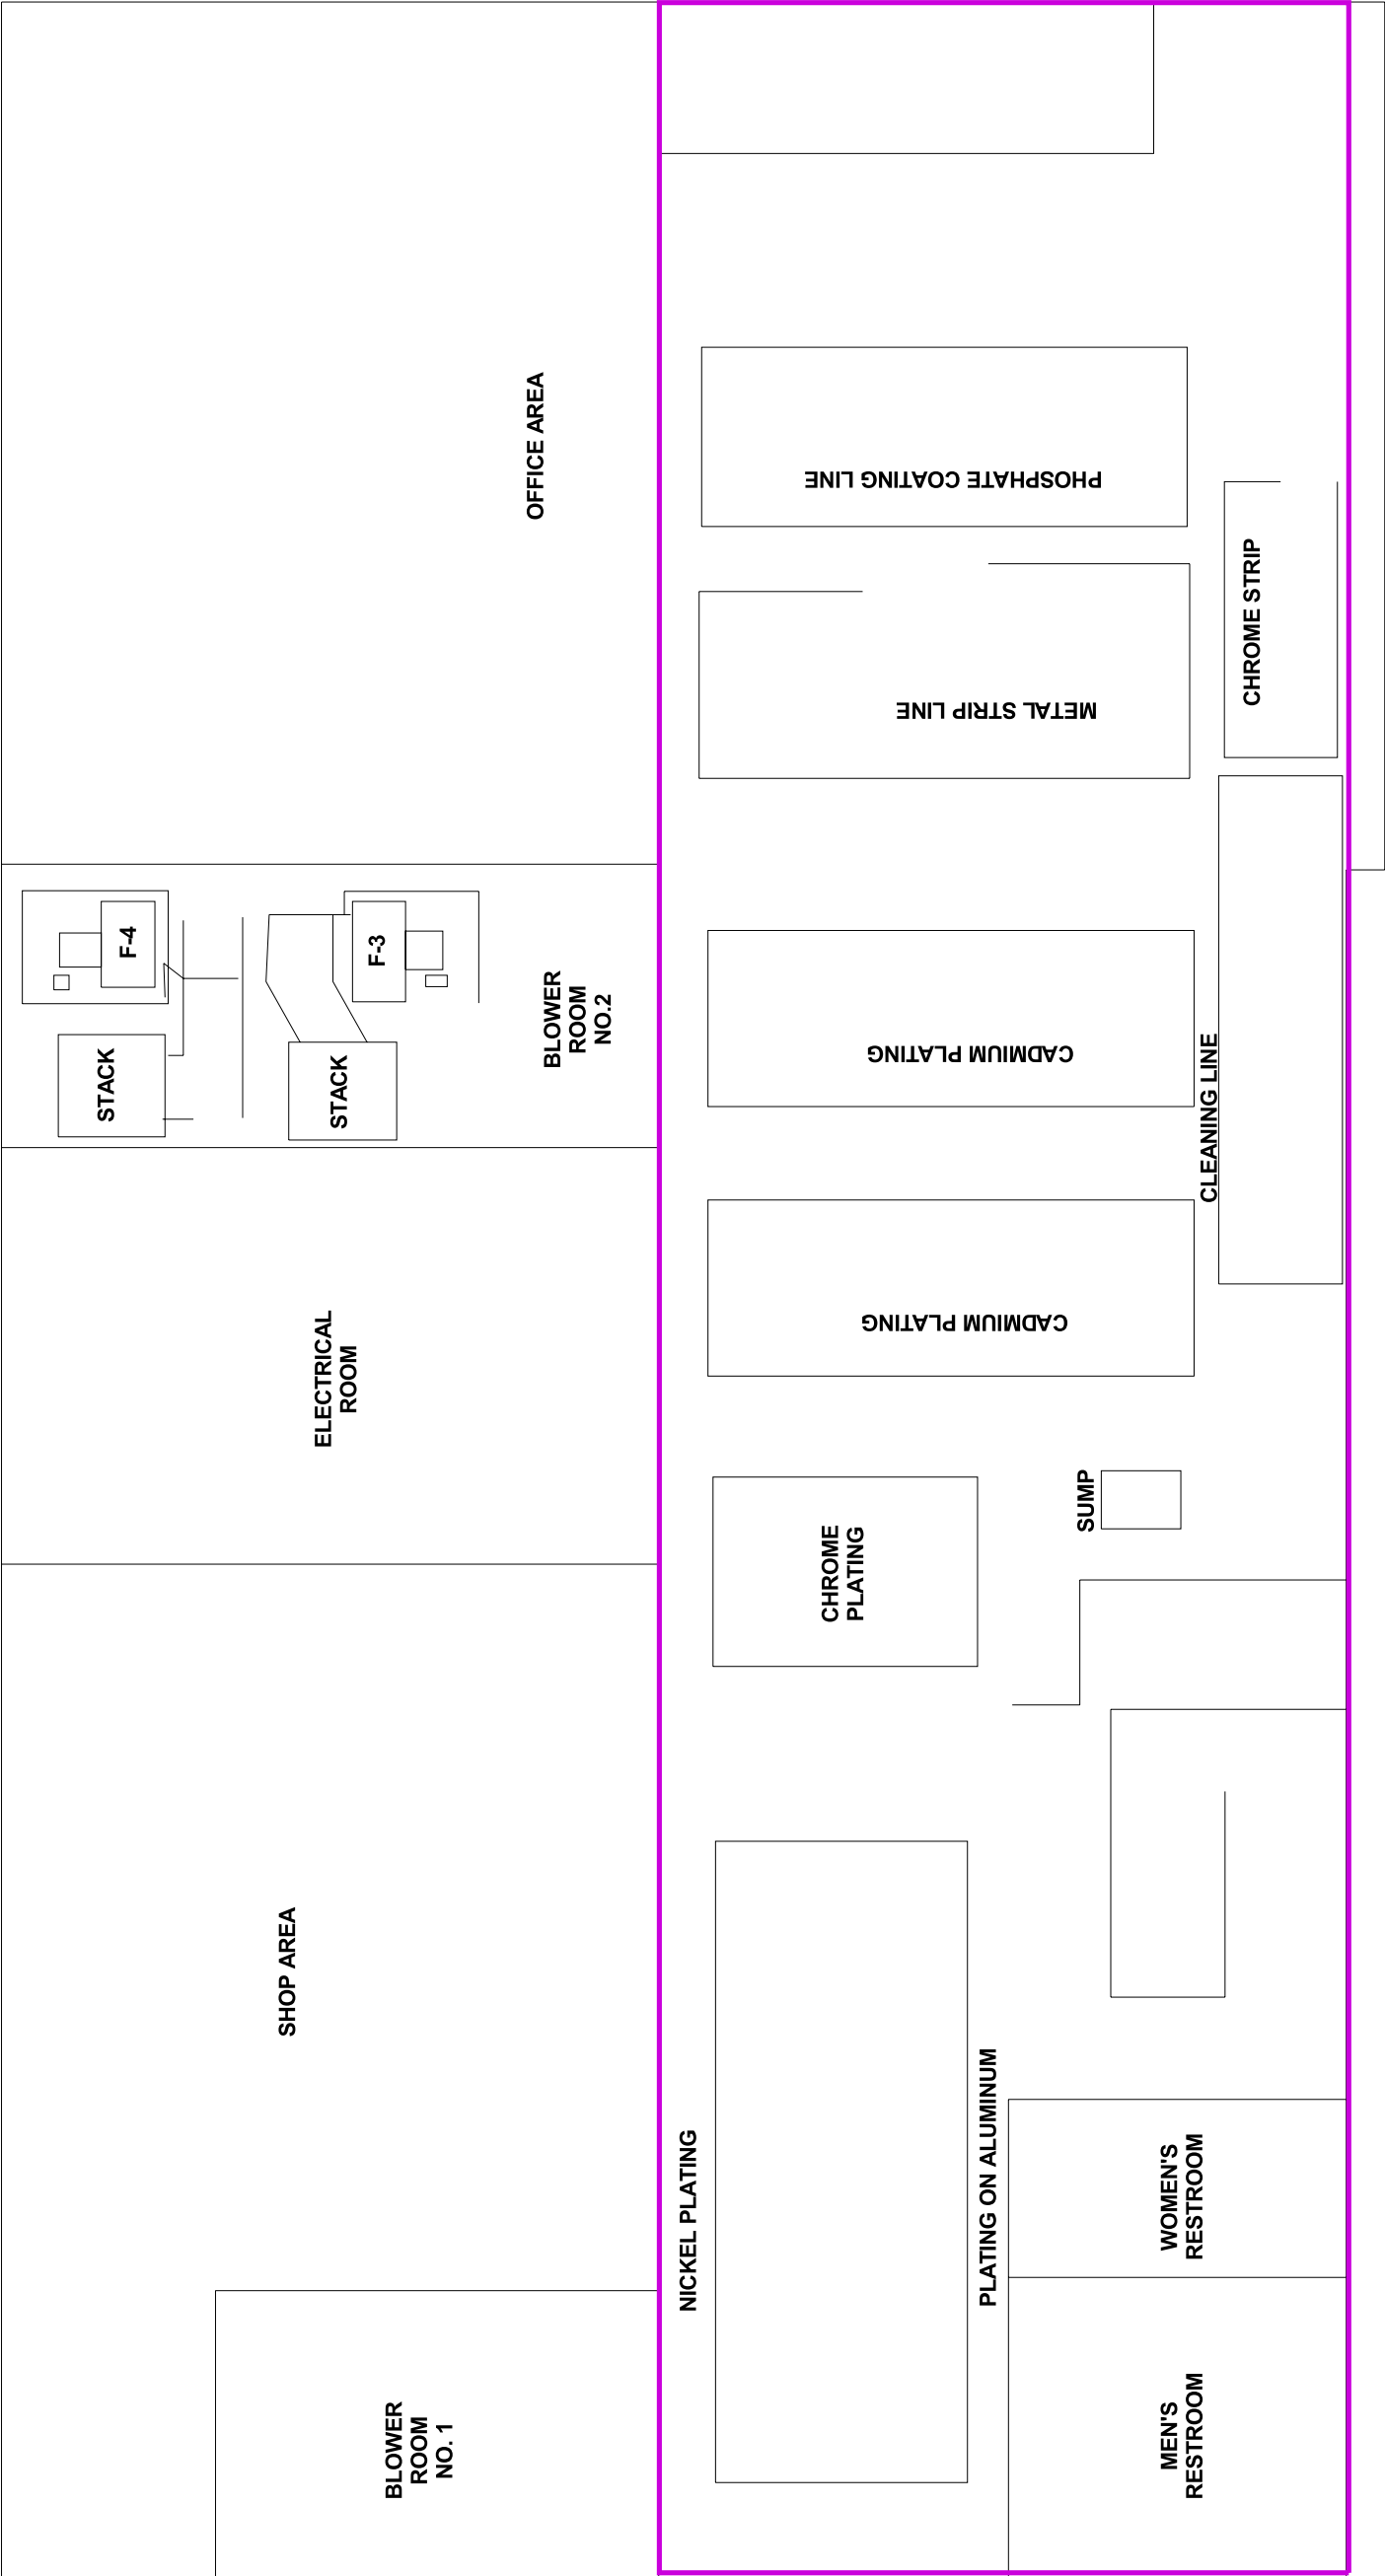 OFFICE AREA
PHOSPHATE COATING LINE
CHROME STRIP
METAL STRIP LINE
F-4
F-3
BLOWER
ROOM
NO.2
STACK
STACK
CADMIUM PLATING
CLEANING LINE
CADMIUM PLATING
ELECTRICAL
ROOM
SUMP
CHROME
PLATING
SHOP AREA
NICKEL PLATING
PLATING ON ALUMINUM
WOMEN'S
RESTROOM
BLOWER
ROOM
NO. 1
MEN'S
RESTROOM